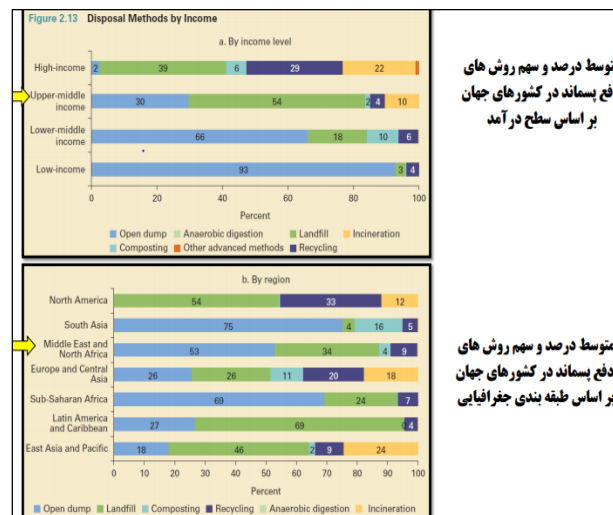 Figure 2.13 Disposal Methods by Income
a. By income level
High-income 2 39 6 29 22
Upper-middle
income 30 54 2 4 10
Lower-middle
income 66 18 10 6
Low-income 93 3 4
0 20 40 60 80 100
Percent
Open dump Anaerobic digestion Landfill Incineration
Composting Other advanced methods Recycling
متوسط درصد و سهم روش های
دفع پسماند در کشورهای جهان
بر اساس سطح درآمد
b. By region
North America 54 33 12
South Asia 75 4 16 5
Middle East and
North Africa 53 34 4 9
Europe and Central
Asia 26 26 11 20 18
Sub-Saharan Africa 69 24 7
Latin America
and Caribbean 27 69 4
East Asia and Pacific 18 46 2 9 24
0 10 20 30 40 50 60 70 80 90 100
Percent
Open dump Landfill Composting Recycling Anaerobic digestion Incineration
متوسط درصد و سهم روش های
دفع پسماند در کشورهای جهان
بر اساس طبقه بندی جغرافیایی